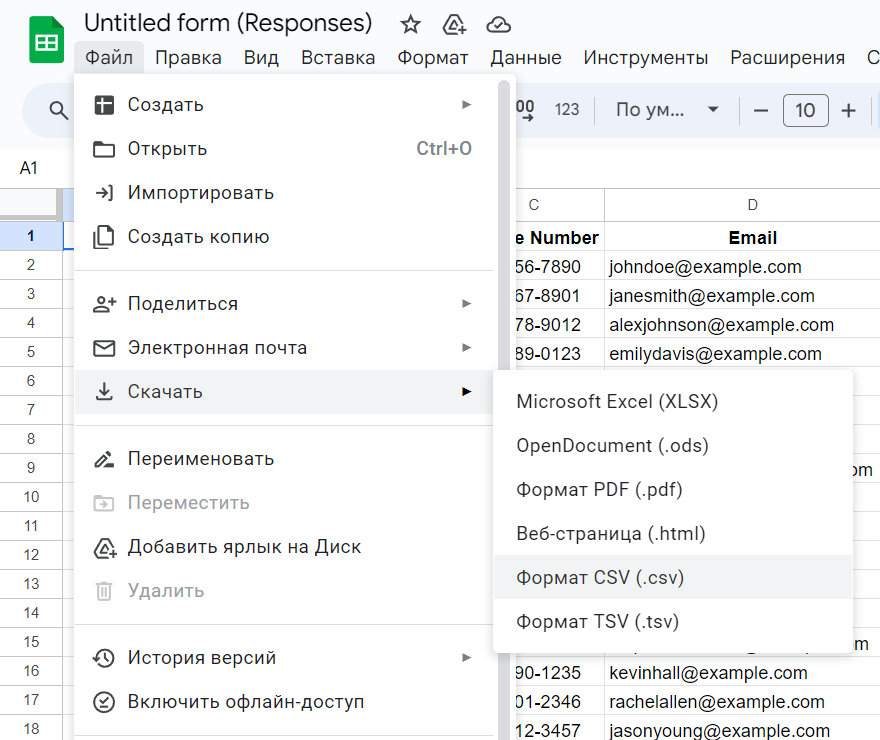 Untitled form (Responses)
Файл Правка Вид Вставка Формат Данные Инструменты Расширения
Создать
Открыть Ctrl+O
Импортировать
Создать копию
Поделиться
Электронная почта
Скачать
Переименовать
Переместить
Добавить ярлык на Диск
Удалить
История версий
Включить офлайн-доступ
Microsoft Excel (XLSX)
OpenDocument (.ods)
Формат PDF (.pdf)
Веб-страница (.html)
Формат CSV (.csv)
Формат TSV (.tsv)
123 По ум... 10
A1
C D
1 Number Email
2 56-7890 johndoe@example.com
3 67-8901 janesmith@example.com
4 78-9012 alexjohnson@example.com
5 89-0123 emilydavis@example.com
6
7
8
9
10
11
12
13
14
15
16 90-1235 kevinhall@example.com
17 01-2346 rachelallen@example.com
18 12-3457 jasonyoung@example.com